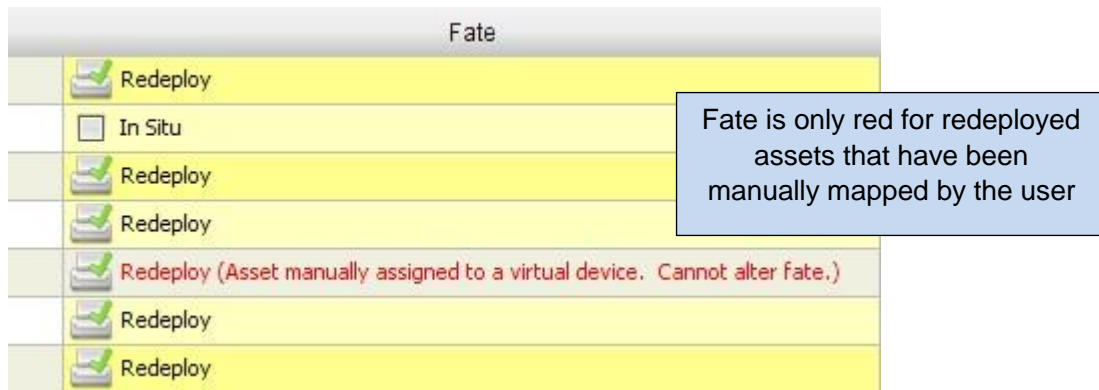 Fate
Redeploy
In Situ
Fate is only red for redeployed
assets that have been
manually mapped by the user
Redeploy
Redeploy
Redeploy (Asset manually assigned to a virtual device.  Cannot alter fate.)
Redeploy
Redeploy